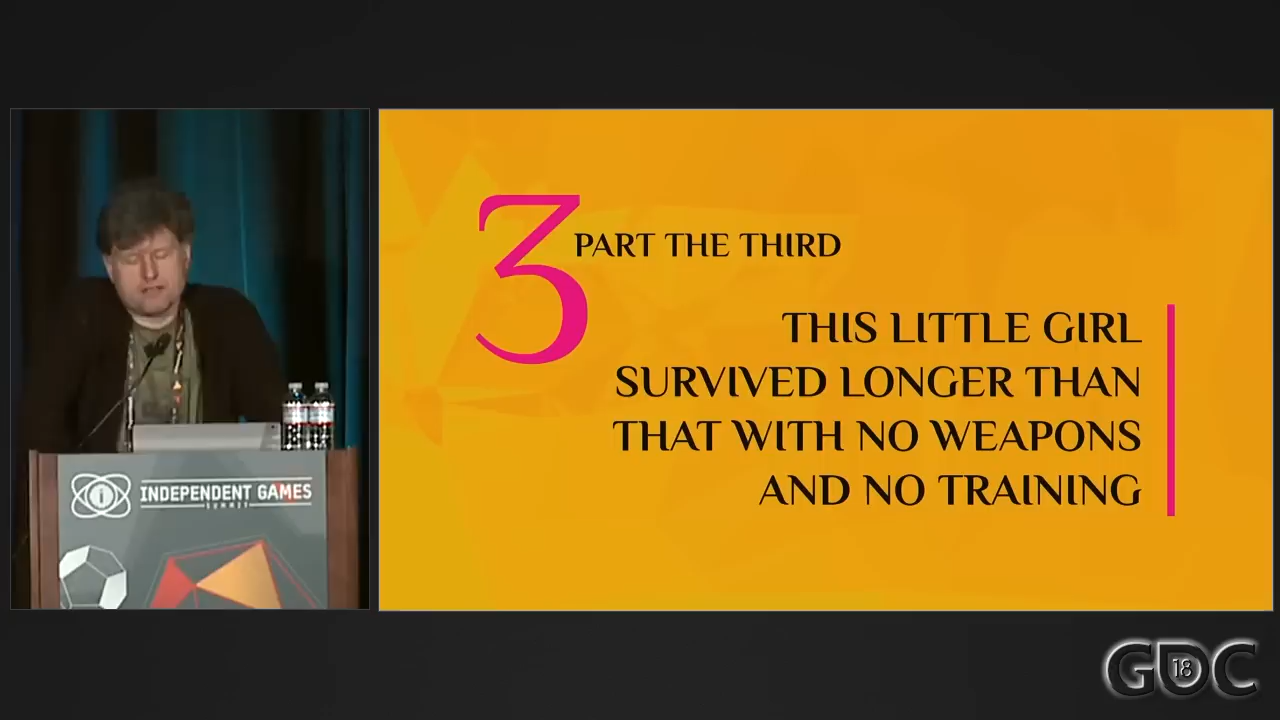 3
PART THE THIRD
THIS LITTLE GIRL
SURVIVED LONGER THAN
THAT WITH NO WEAPONS
AND NO TRAINING
i
INDEPENDENT GAMES
SUMMIT
GDC
18